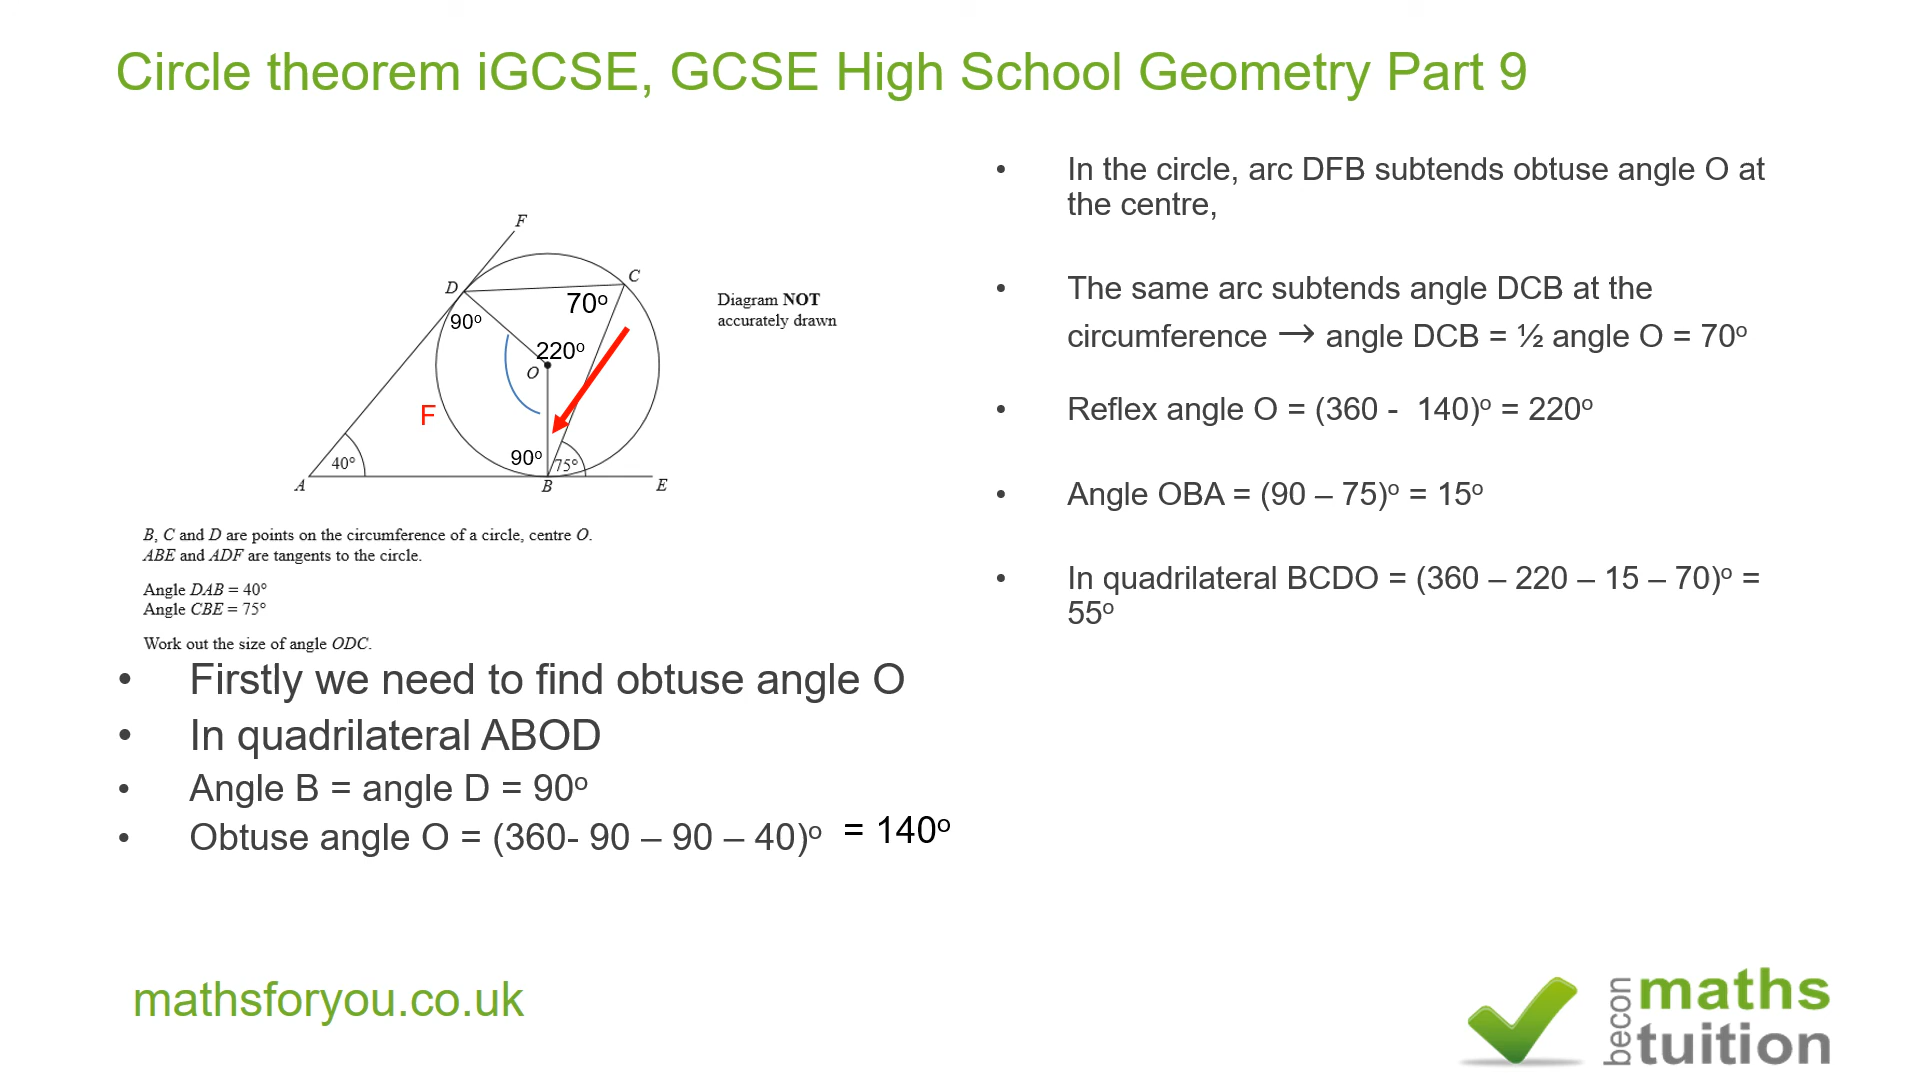 Circle theorem iGCSE, GCSE High School Geometry Part 9
F
D
C
70º
90º
220º
O
F
40°
90º
75°
A
B
E
Diagram NOT
accurately drawn
B, C and D are points on the circumference of a circle, centre O.
ABE and ADF are tangents to the circle.
Angle DAB = 40°
Angle CBE = 75°
Work out the size of angle ODC.
• Firstly we need to find obtuse angle O
• In quadrilateral ABOD
• Angle B = angle D = 90º
• Obtuse angle O = (360- 90 – 90 – 40)º = 140º
• In the circle, arc DFB subtends obtuse angle O at
the centre,
• The same arc subtends angle DCB at the
circumference → angle DCB = ½ angle O = 70º
• Reflex angle O = (360 - 140)º = 220º
• Angle OBA = (90 – 75)º = 15º
• In quadrilateral BCDO = (360 – 220 – 15 – 70)º =
55º
mathsforyou.co.uk
becon
maths
tuition